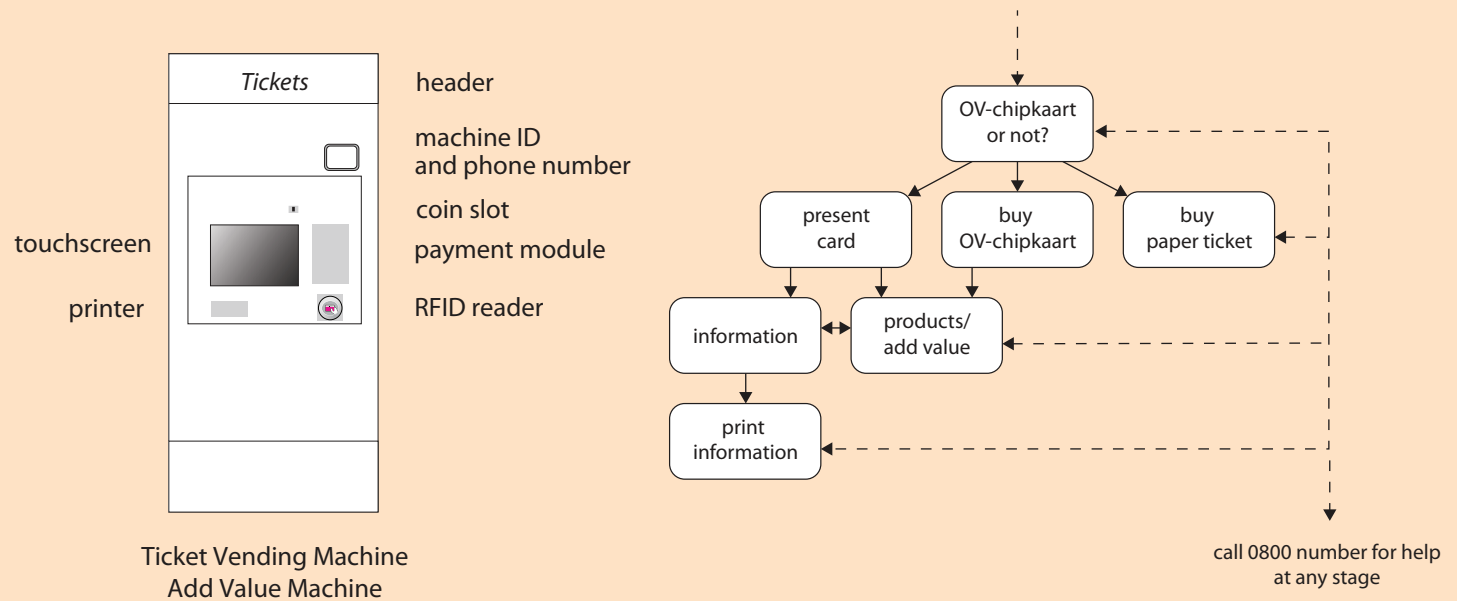 Tickets
header
machine ID
and phone number
coin slot
touchscreen
payment module
printer
RFID reader
Ticket Vending Machine
Add Value Machine
OV-chipkaart
or not?
present
card
buy
OV-chipkaart
buy
paper ticket
information
products/
add value
print
information
call 0800 number for help
at any stage